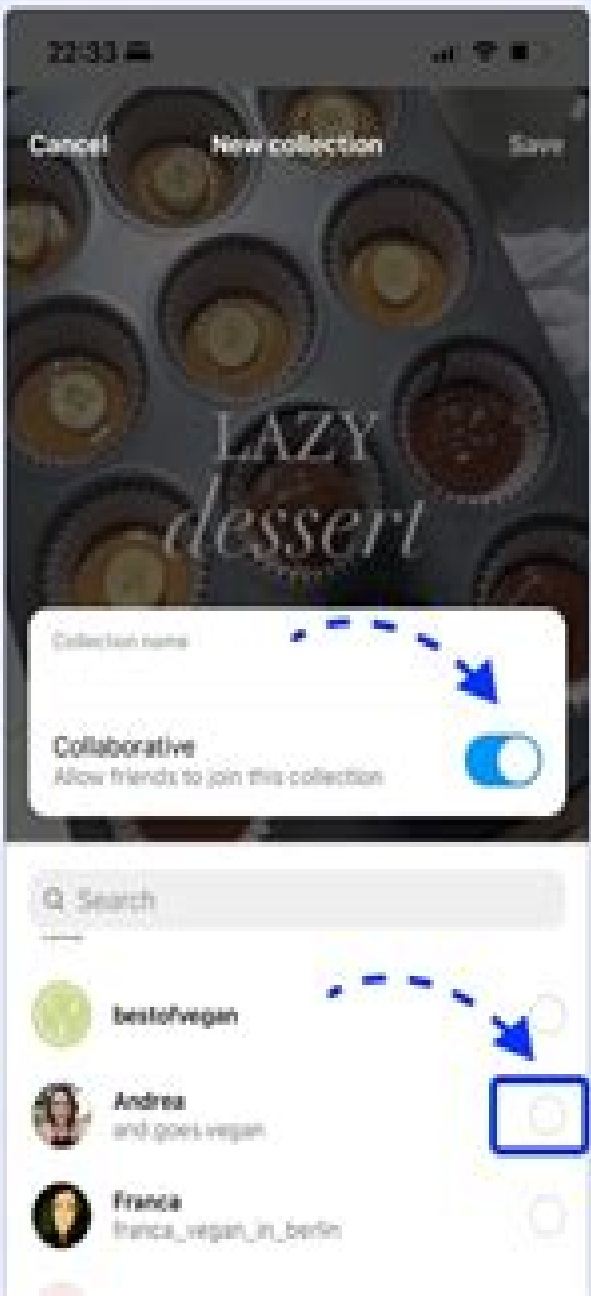 22:33
Cancel New collection Save
LAZY
dessert
Collection name
Collaborative
Allow friends to join this collection
Search
bestofvegan
Andrea
and goes vegan
Franca
franca_vegan_in_berlin